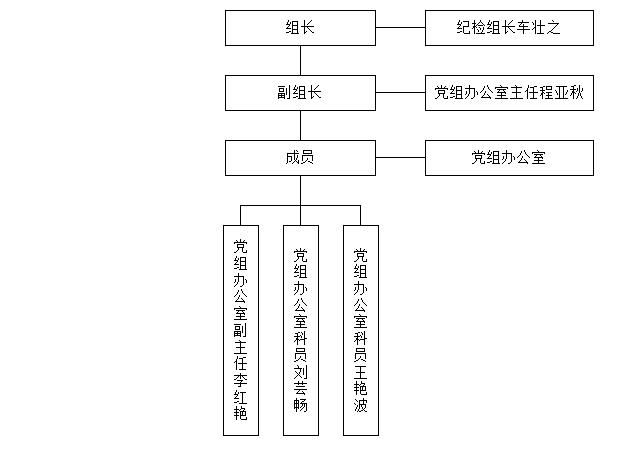 组长
纪检组长车壮之
副组长
党组办公室主任程亚秋
成员
党组办公室
党组办公室副主任李红艳
党组办公室科员刘芸畅
党组办公室科员王艳波